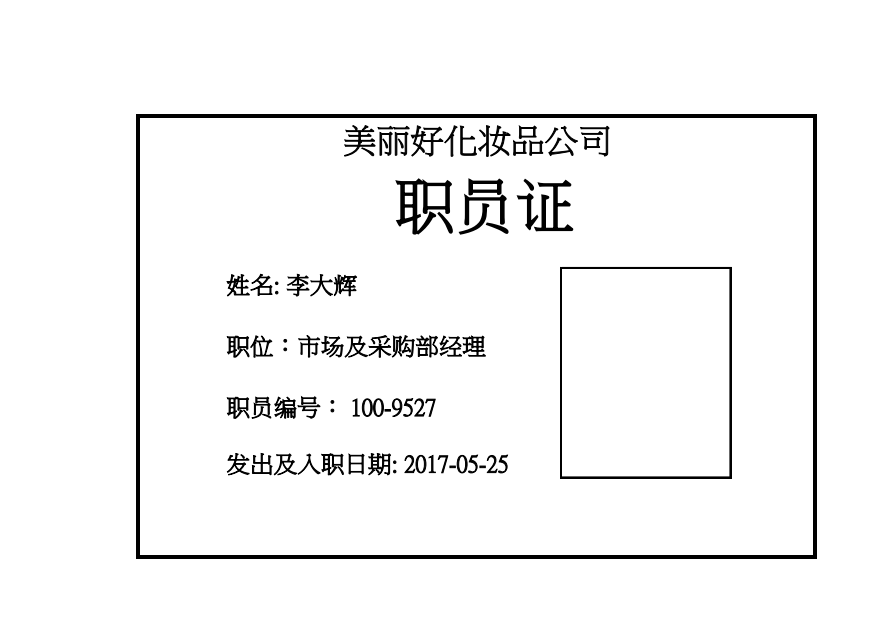 美丽好化妆品公司
职员证
姓名: 李大辉
职位：市场及采购部经理
职员编号： 100-9527
发出及入职日期: 2017-05-25